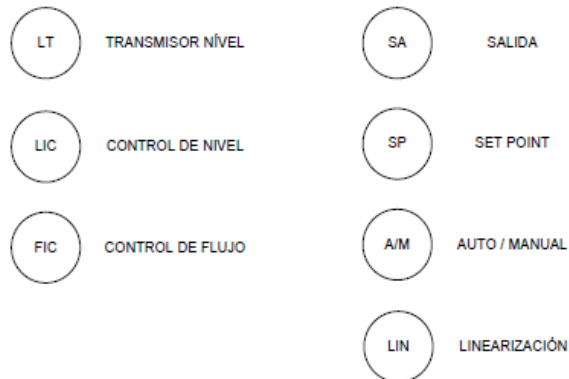 LT TRANSMISOR NÍVEL
LIC CONTROL DE NIVEL
FIC CONTROL DE FLUJO
SA SALIDA
SP SET POINT
A/M AUTO / MANUAL
LIN LINEARIZACIÓN